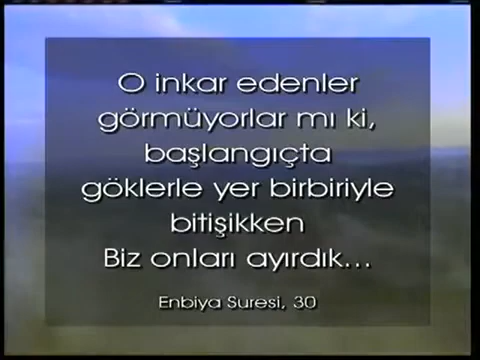 O inkar edenler
görmüyorlar mı ki,
başlangıçta
göklerle yer birbiriyle
bitişikken
Biz onları ayırdık...
Enbiya Suresi, 30